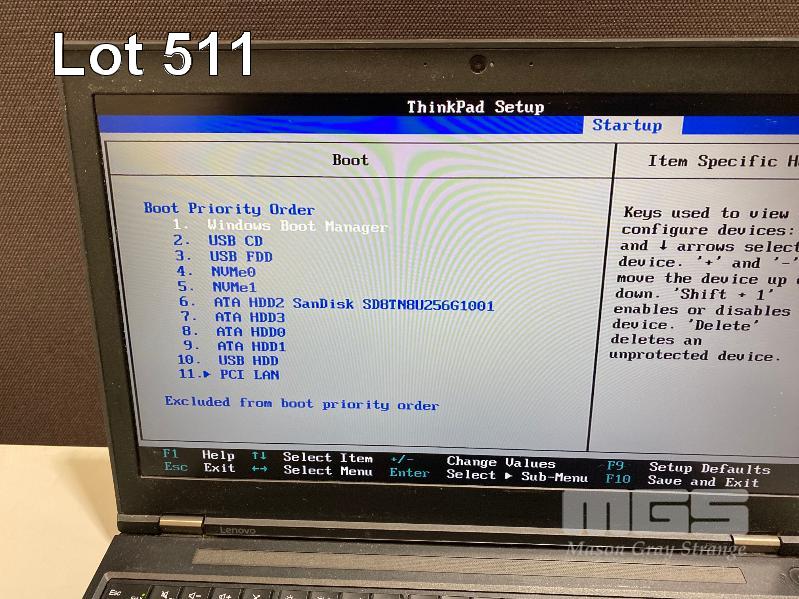 Lot 511
ThinkPad Setup
Startup
Boot
Item Specific
Boot Priority Order
1. Windows Boot Manager
2. USB CD
3. USB FDD
4. NVMe0
5. NVMe1
6. ATA HDD2 SanDisk SD8TN8U256G1001
7. ATA HDD3
8. ATA HDD0
9. ATA HDD1
10. USB HDD
11.▶ PCI LAN
Excluded from boot priority order
Keys used to view
configure devices:
and ↓ arrows select
device. '+' and '-'
move the device up
down. 'Shift + 1'
enables or disables
device. 'Delete'
deletes an
unprotected device.
F1 Help ↑↓ Select Item +/- Change Values F9 Setup Defaults
Esc Exit ←→ Select Menu Enter Select ▶ Sub-Menu F10 Save and Exit
Lenovo
MGS
Mason Gray Strange
Esc